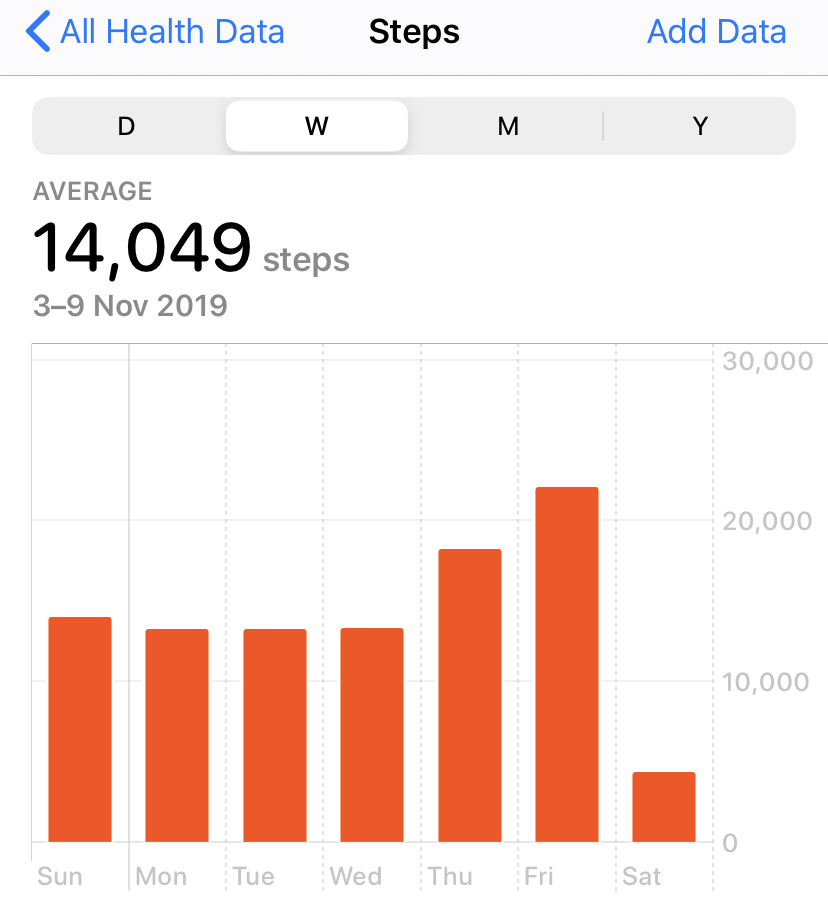 All Health Data Steps Add Data
D W M Y
AVERAGE
14,049 steps
3–9 Nov 2019
30,000
20,000
10,000
0
Sun Mon Tue Wed Thu Fri Sat